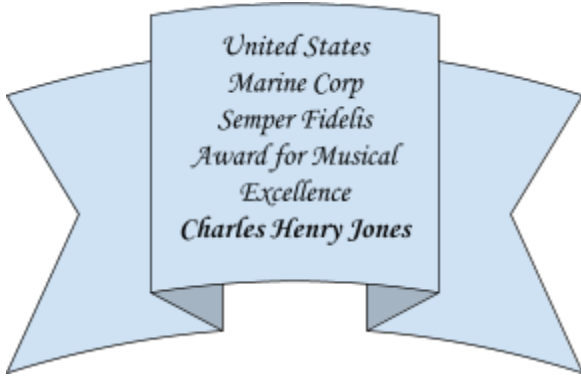 United States
Marine Corp
Semper Fidelis
Award for Musical
Excellence
Charles Henry Jones